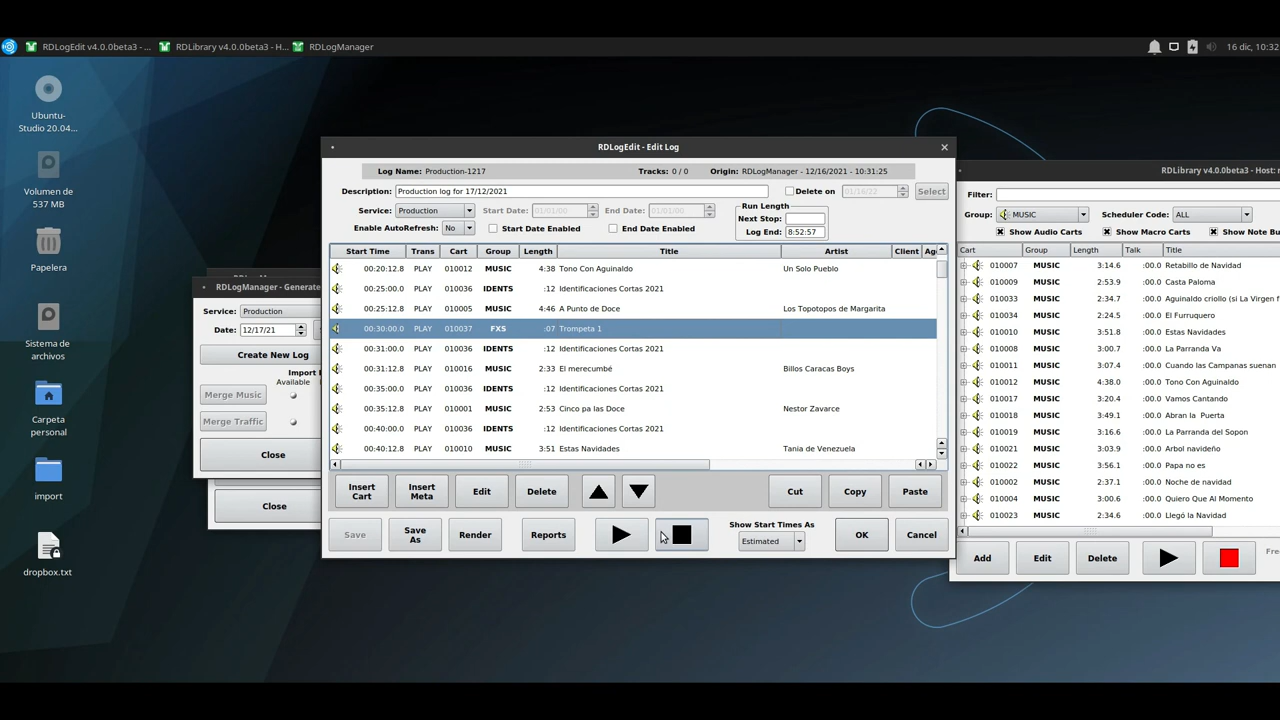 RDLogEdit v4.0.0beta3 - ... RDLibrary v4.0.0beta3 - H... RDLogManager 16 dic, 10:32
Ubuntu-
Studio 20.04...
Volumen de
537 MB
Papelera
Sistema de
archivos
Carpeta
personal
import
dropbox.txt
RDLogManager - Generate
Service: Production
Date: 12/17/21
Create New Log
Import
Available
Merge Music
Merge Traffic
Close
Close
RDLogEdit - Edit Log
Log Name: Production-1217 Tracks: 0 / 0 Origin: RDLogManager - 12/16/2021 - 10:31:25
Description: Production log for 17/12/2021 Delete on 01/16/22 Select
Service: Production Start Date: 01/01/00 End Date: 01/01/00 Run Length
Next Stop:
Enable AutoRefresh: No Start Date Enabled End Date Enabled Log End: 8:52:57
Start Time Trans Cart Group Length Title Artist Client
00:20:12.8 PLAY 010012 MUSIC 4:38 Tono Con Aguinaldo Un Solo Pueblo
00:25:00.0 PLAY 010036 IDENTS :12 Identificaciones Cortas 2021
00:25:12.8 PLAY 010005 MUSIC 4:46 A Punto de Doce Los Topotopos de Margarita
00:30:00.0 PLAY 010037 FXS :07 Trompeta 1
00:31:00.0 PLAY 010036 IDENTS :12 Identificaciones Cortas 2021
00:31:12.8 PLAY 010016 MUSIC 2:33 El merecumbé Billos Caracas Boys
00:35:00.0 PLAY 010036 IDENTS :12 Identificaciones Cortas 2021
00:35:12.8 PLAY 010001 MUSIC 2:53 Cinco pa las Doce Nestor Zavarce
00:40:00.0 PLAY 010036 IDENTS :12 Identificaciones Cortas 2021
00:40:12.8 PLAY 010010 MUSIC 3:51 Estas Navidades Tania de Venezuela
Insert
Cart Insert
Meta Edit Delete Cut Copy Paste
Save Save
As Render Reports Show Start Times As
Estimated OK Cancel
RDLibrary v4.0.0beta3 - Host:
Filter:
Group: MUSIC Scheduler Code: ALL
Show Audio Carts Show Macro Carts Show Note Bu
Cart Group Length Talk Title
010007 MUSIC 3:14.6 :00.0 Retabillo de Navidad
010009 MUSIC 2:53.9 :00.0 Casta Paloma
010033 MUSIC 2:34.7 :00.0 Aguinaldo criollo (si La Virgen f
010034 MUSIC 2:24.5 :00.0 El Furruquero
010010 MUSIC 3:51.8 :00.0 Estas Navidades
010008 MUSIC 3:00.7 :00.0 La Parranda Va
010011 MUSIC 3:07.4 :00.0 Cuando las Campanas suenan
010012 MUSIC 4:38.0 :00.0 Tono Con Aguinaldo
010017 MUSIC 3:20.4 :00.0 Vamos Cantando
010018 MUSIC 3:49.1 :00.0 Abran la Puerta
010019 MUSIC 3:16.6 :00.0 La Parranda del Sopon
010021 MUSIC 3:03.9 :00.0 Arbol navideño
010022 MUSIC 3:56.1 :00.0 Papa no es
010002 MUSIC 2:37.1 :00.0 Noche de navidad
010004 MUSIC 3:06.6 :00.0 Quiero Que Al Momento
010023 MUSIC 2:34.6 :00.0 Llegó la Navidad
Add Edit Delete